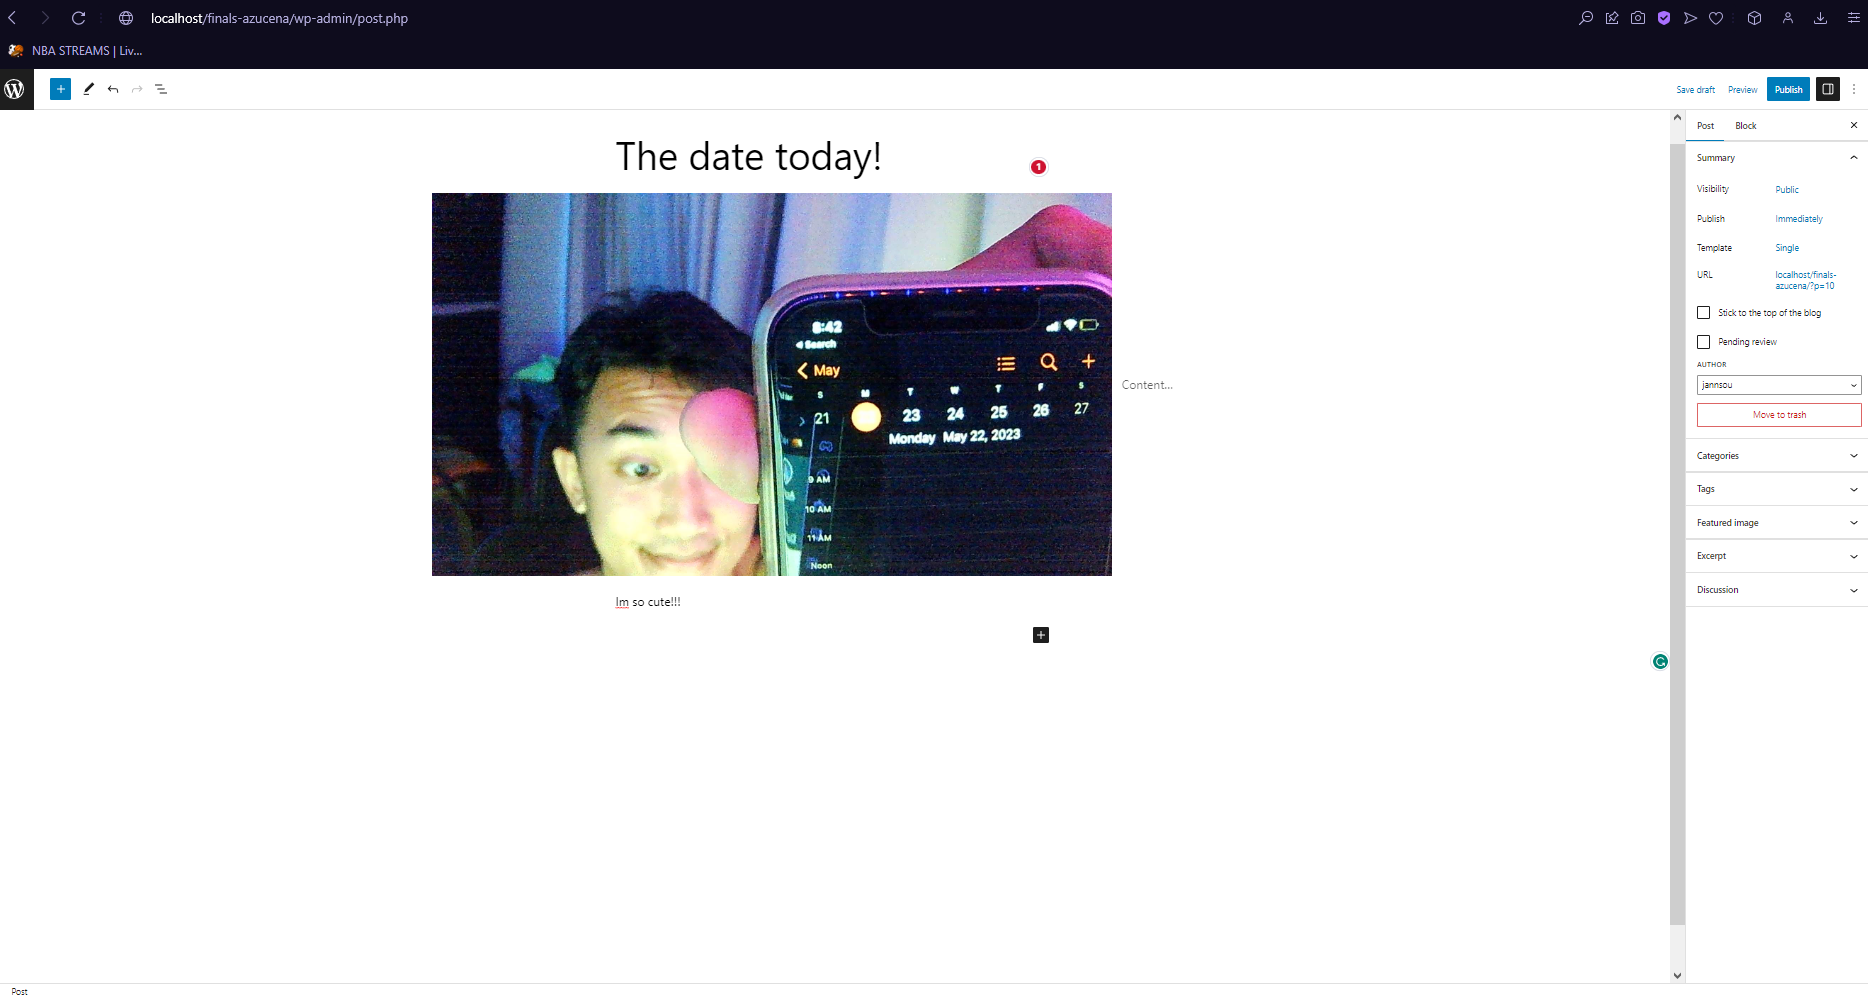 localhost/finals-azucena/wp-admin/post.php
NBA STREAMS | Liv...
Save draft Preview Publish
The date today!
1
8:42
Search
May
S M T W T F S
21 23 24 25 26 27
Monday May 22, 2023
9 AM
10 AM
11 AM
Noon
Content...
Im so cute!!!
Post Block
Summary
Visibility Public
Publish Immediately
Template Single
URL localhost/finals-
azucena/?p=10
Stick to the top of the blog
Pending review
AUTHOR
jannsou
Move to trash
Categories
Tags
Featured image
Excerpt
Discussion
Post